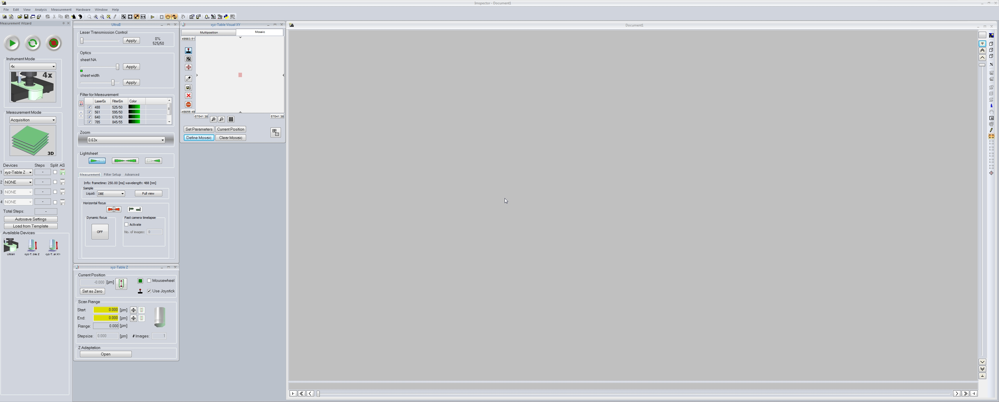 Imspector - Document1
File Edit View Analysis Measurement Hardware Window Help
Measurement Wizard
Instrument Mode
4x
4x
Measurement Mode
Acquisition
3D
Devices Steps Split AS
1 xyz-Table Z -
2 NONE -
3 NONE -
4 NONE -
Total Steps: -
Autosave Settings
Load from Template
Available Devices
UltraII xyz-T..ble Z xyz-T..al XY
UltraII
Laser Transmission Control
Apply 0%
525/50
Optics
sheet NA
Apply
sheet width
Apply
Filter for Measurement
LaserEx FilterEm Color
488 525/50
561 595/50
640 670/50
785 845/55
Zoom
0.63x
Lightsheet
Measurement Filter Setup Advanced
Info: frametime: 250.00 [ms] wavelength: 488 [nm]
Sample
Liquid: DBE Full view
Horizontal focus
Dynamic focus
OFF
Fast camera timelapse
Activate
No. of images: 0
xyz-Table Z
Current Position
-0.000 [µm] Mousewheel
Set as Zero Use Joystick
Scan Range
Start: 0.000 [µm]
End: 0.000 [µm]
Range: 0.000 [µm]
Stepsize: 0.000 [µm] # Images: 1
Z Adaptation
Open
xyz-Table Visual XY
Multiposition Mosaic
49983.51
STOP
-49856.49
-57541.38 57541.38
Set Parameters Current Position
Define Mosaic Clear Mosaic
Document1